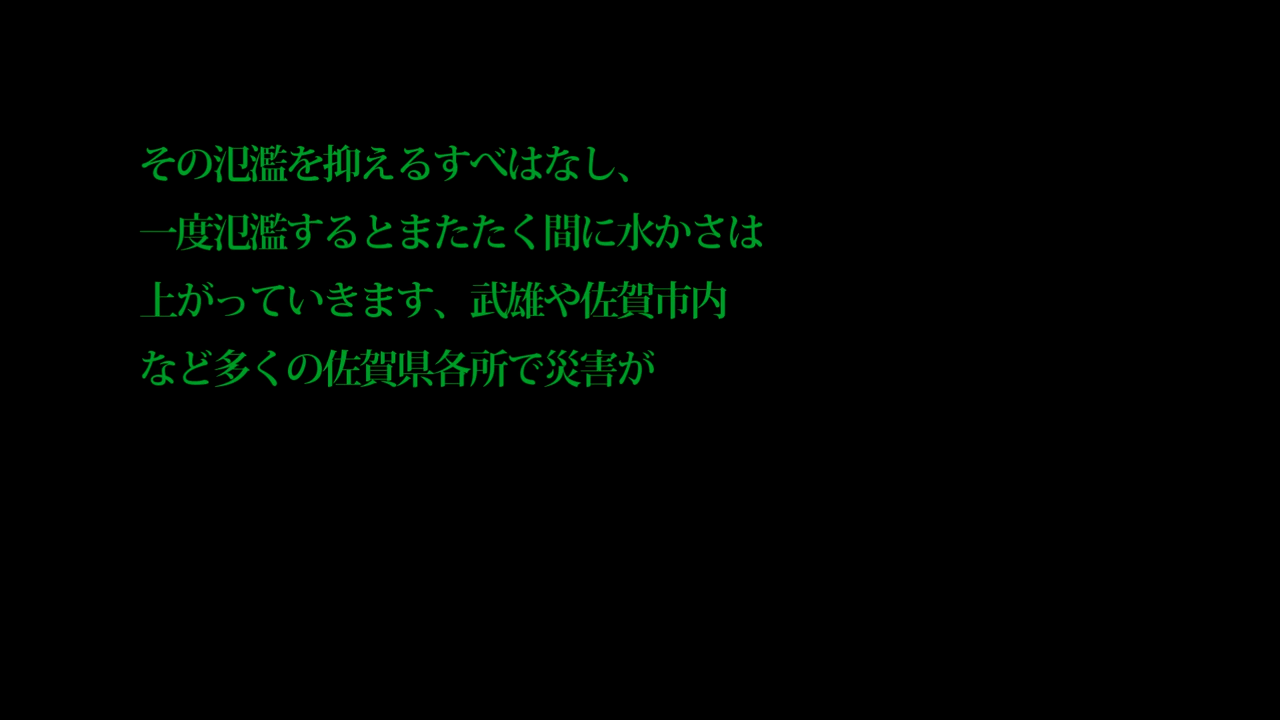 その氾濫を抑えるすべはなし、
一度氾濫するとまたたく間に水かさは
上がっていきます、武雄や佐賀市内
など多くの佐賀県各所で災害が